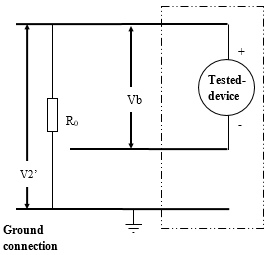 +
Tested-
device
Vb
R₀
-
V2'
Ground
connection